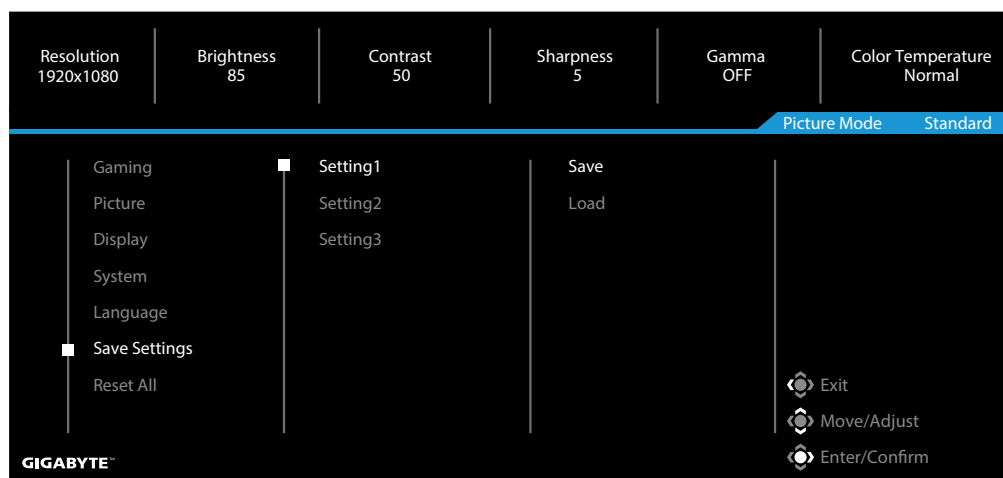 Resolution
1920x1080
Brightness
85
Contrast
50
Sharpness
5
Gamma
OFF
Color Temperature
Normal
Picture Mode Standard
Gaming
Picture
Display
System
Language
Save Settings
Reset All
Setting1
Setting2
Setting3
Save
Load
Exit
Move/Adjust
Enter/Confirm
GIGABYTE™